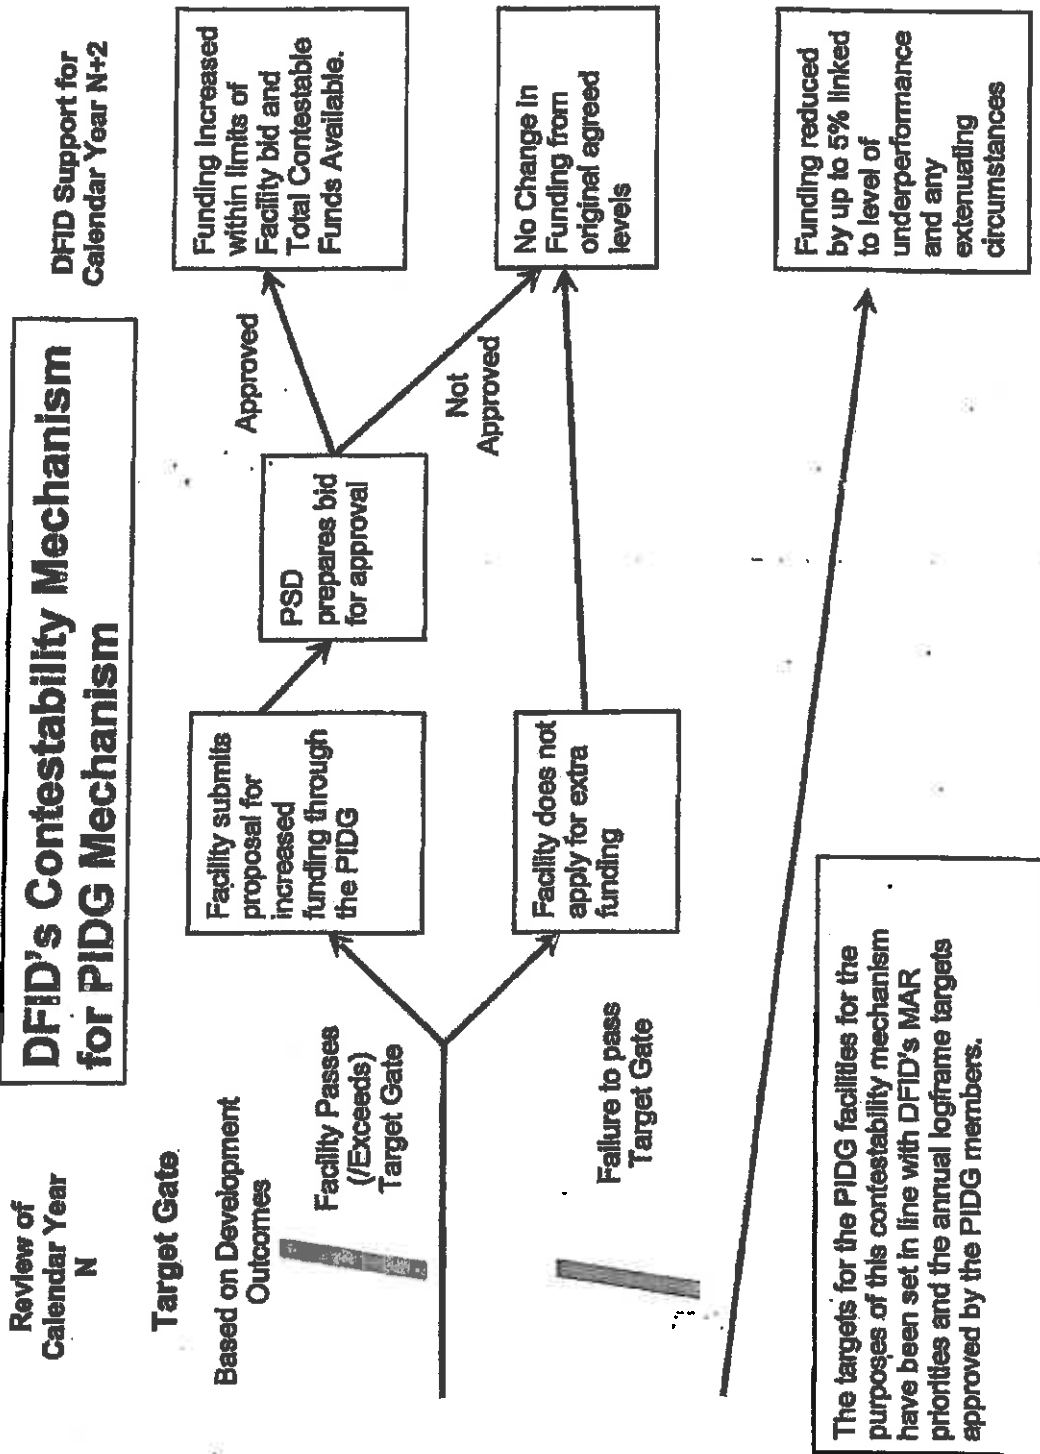 DFID's Contestability Mechanism
for PIDG Mechanism
Review of
Calendar Year
N
DFID Support for
Calendar Year N+2
Target Gate
Based on Development
Outcomes
Facility Passes
(/Exceeds)
Target Gate
Failure to pass
Target Gate
Facility submits
proposal for
increased
funding through
the PIDG
Facility does not
apply for extra
funding
PSD
prepares bid
for approval
Approved
Not
Approved
Funding increased
within limits of
Facility bid and
Total Contestable
Funds Available.
No Change in
Funding from
original agreed
levels
Funding reduced
by up to 5% linked
to level of
underperformance
and any
extenuating
circumstances
The targets for the PIDG facilities for the
purposes of this contestability mechanism
have been set in line with DFID's MAR
priorities and the annual logframe targets
approved by the PIDG members.